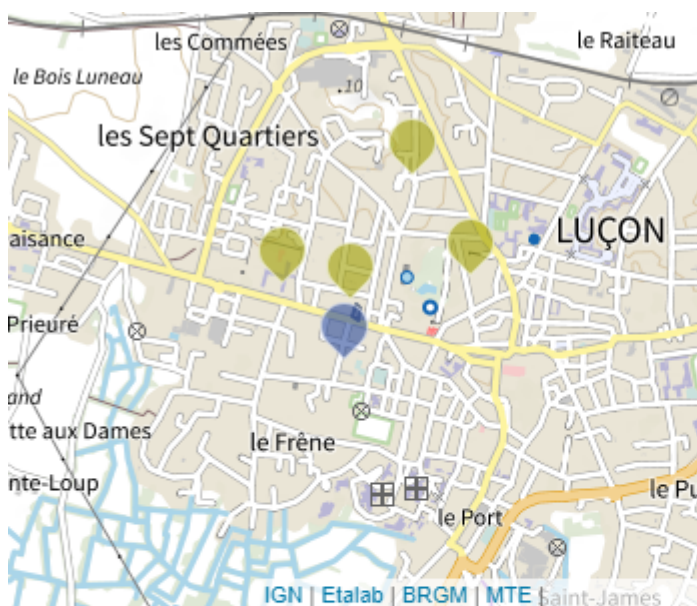 les Commées
le Raiteau
le Bois Luneau
.10
les Sept Quartiers
LUÇON
aisance
Prieuré
and
tte aux Dames
le Frêne
nte-Loup
le Pu
le Port
IGN | Etalab | BRGM | MTE |
Saint-James